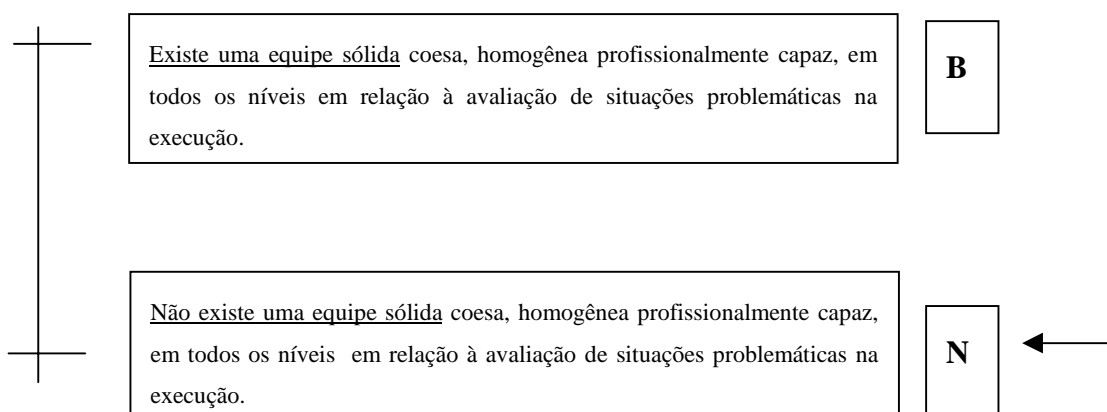 Existe uma equipe sólida coesa, homogênea profissionalmente capaz, em
todos os níveis em relação à avaliação de situações problemáticas na
execução.
B
Não existe uma equipe sólida coesa, homogênea profissionalmente capaz,
em todos os níveis em relação à avaliação de situações problemáticas na
execução.
N